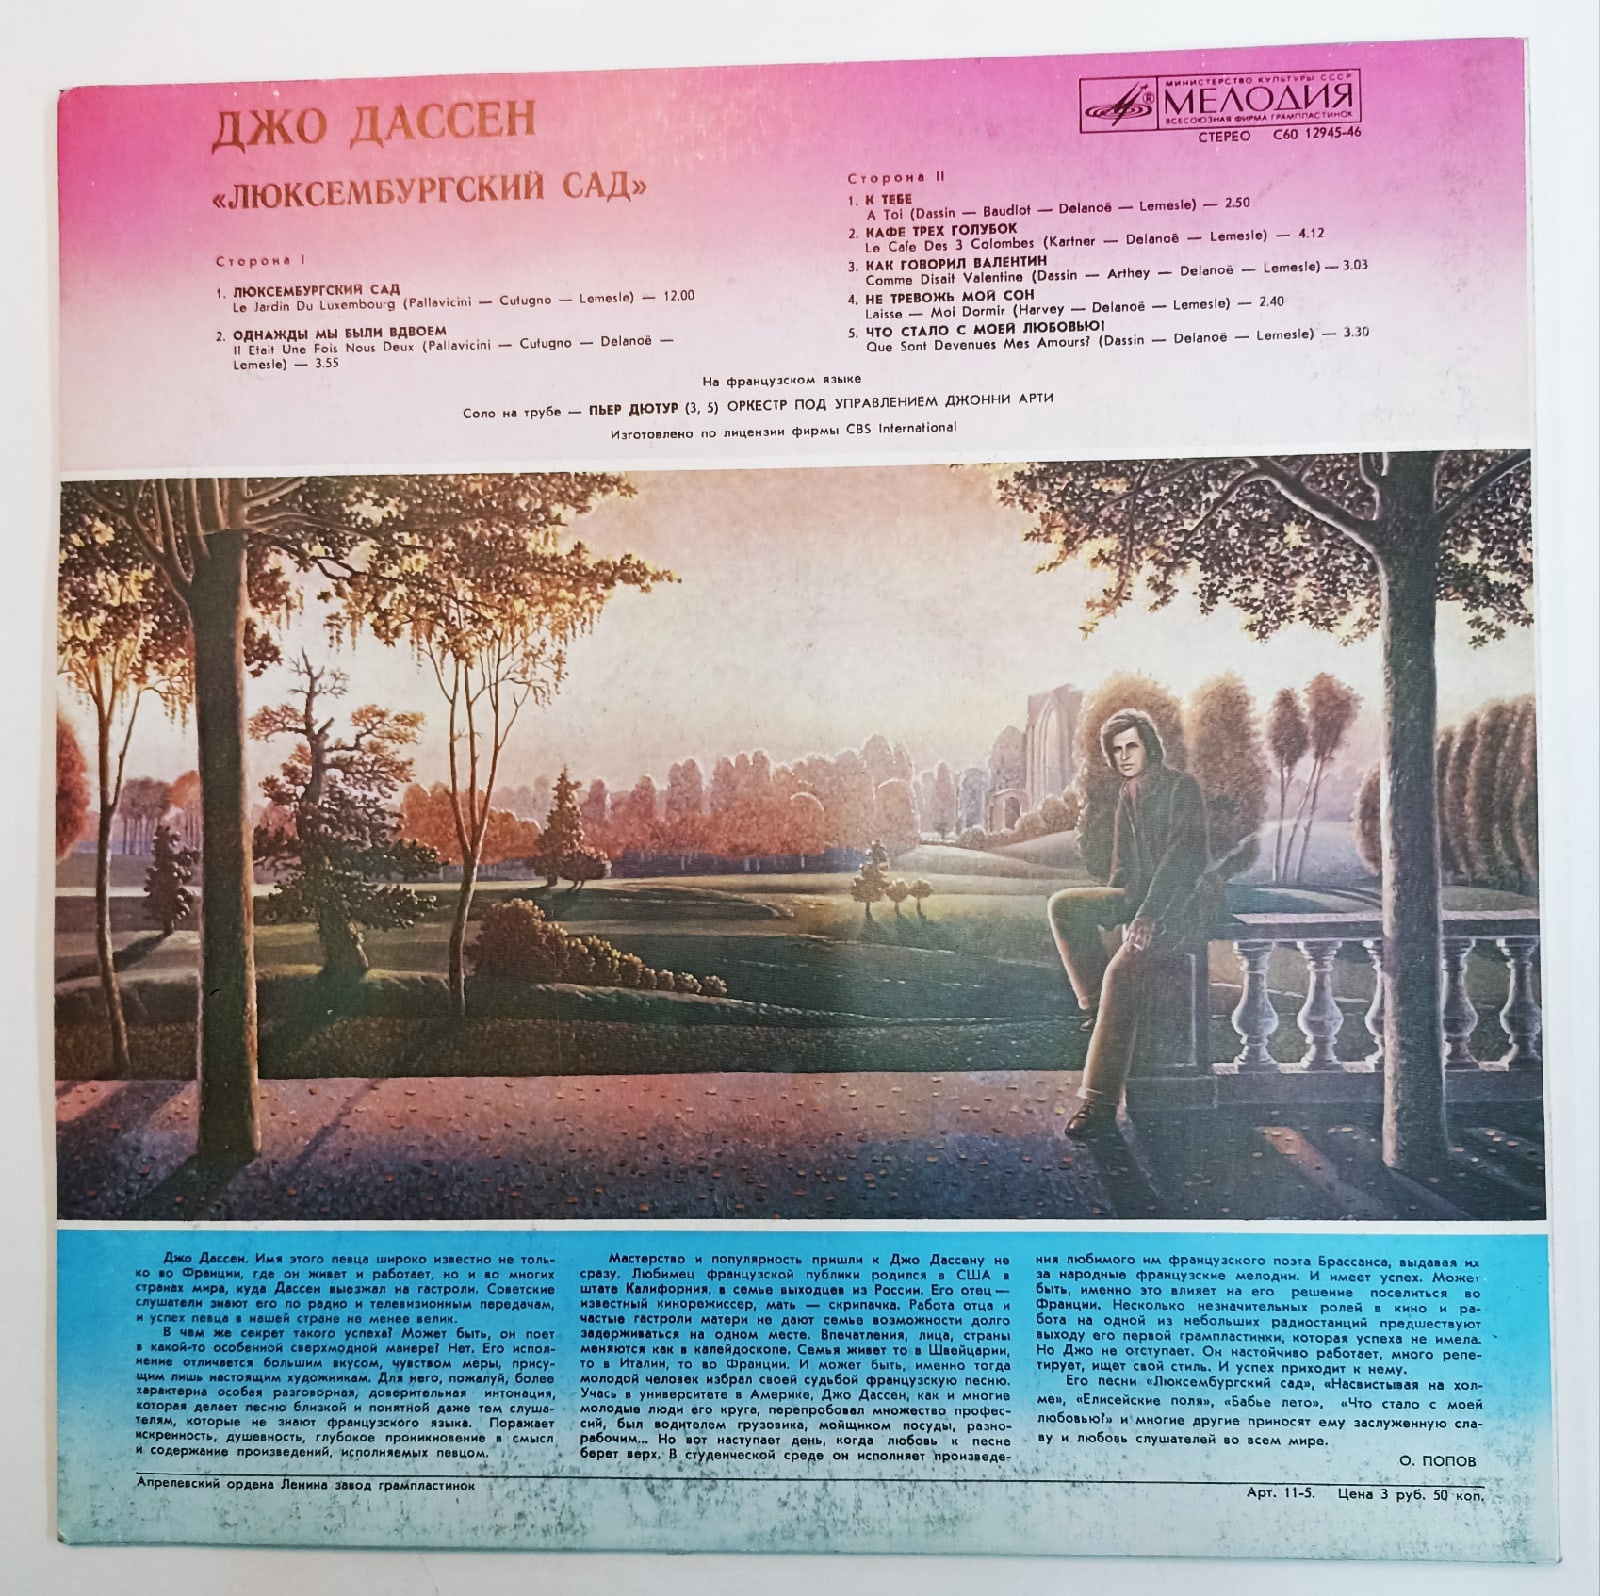 ДЖО ДАССЕН
«ЛЮКСЕМБУРГСКИЙ САД»
МИНИСТЕРСТВО КУЛЬТУРЫ СССР
МЕЛОДИЯ
ВСЕСОЮЗНАЯ ФИРМА ГРАМПЛАСТИНОК
СТЕРЕО С60 12945-46
Сторона I
1. ЛЮКСЕМБУРГСКИЙ САД
Le Jardin Du Luxembourg (Pallavicini — Cutugno — Lemesle) — 12.00
2. ОДНАЖДЫ МЫ БЫЛИ ВДВОЕМ
Il Etait Une Fois Nous Deux (Pallavicini — Cutugno — Delanoë —
Lemesle) — 3.55
Сторона II
1. К ТЕБЕ
A Toi (Dassin — Baudlot — Delanoë — Lemesle) — 2.50
2. КАФЕ ТРЕХ ГОЛУБОК
Le Cafe Des 3 Colombes (Kartner — Delanoë — Lemesle) — 4.12
3. КАК ГОВОРИЛ ВАЛЕНТИН
Comme Disait Valentine (Dassin — Arthey — Delanoë — Lemesle) — 3.03
4. НЕ ТРЕВОЖЬ МОЙ СОН
Laisse — Moi Dormir (Harvey — Delanoë — Lemesle) — 2.40
5. ЧТО СТАЛО С МОЕЙ ЛЮБОВЬЮ!
Que Sont Devenues Mes Amours? (Dassin — Delanoë — Lemesle) — 3.30
На французском языке
Соло на трубе — ПЬЕР ДЮТУР (3, 5) ОРКЕСТР ПОД УПРАВЛЕНИЕМ ДЖОННИ АРТИ
Изготовлено по лицензии фирмы CBS International
Джо Дассен. Имя этого певца широко известно не толь-
ко во Франции, где он живет и работает, но и во многих
странах мира, куда Дассен выезжал на гастроли. Советские
слушатели знают его по радио и телевизионным передачам,
и успех певца в нашей стране не менее велик.
В чем же секрет такого успеха? Может быть, он поет
в какой-то особенной сверхмодной манере? Нет. Его испол-
нение отличается большим вкусом, чувством меры, прису-
щим лишь настоящим художникам. Для него, пожалуй, более
характерна особая разговорная, доверительная интонация,
которая делает песню близкой и понятной даже тем слуша-
телям, которые не знают французского языка. Поражает
искренность, душевность, глубокое проникновение в смысл
и содержание произведений, исполняемых певцом.
Мастерство и популярность пришли к Джо Дассену не
сразу. Любимец французской публики родился в США в
штате Калифорния, в семье выходцев из России. Его отец —
известный кинорежиссер, мать — скрипачка. Работа отца и
частые гастроли матери не дают семье возможности долго
задерживаться на одном месте. Впечатления, лица, страны
меняются как в калейдоскопе. Семья живет то в Швейцарии,
то в Италии, то во Франции. И может быть, именно тогда
молодой человек избрал своей судьбой французскую песню.
Учась в университете в Америке, Джо Дассен, как и многие
молодые люди его круга, перепробовал множество профес-
сий, был водителем грузовика, мойщиком посуды, разно-
рабочим... Но вот наступает день, когда любовь к песне
берет верх. В студенческой среде он исполняет произведе-
ния любимого им французского поэта Брассанса, выдавая их
за народные французские мелодии. И имеет успех. Может
быть, именно это влияет на его решение поселиться во
Франции. Несколько незначительных ролей в кино и ра-
бота на одной из небольших радиостанций предшествуют
выходу его первой грампластинки, которая успеха не имела.
Но Джо не отступает. Он настойчиво работает, много репе-
тирует, ищет свой стиль. И успех приходит к нему.
Его песни «Люксембургский сад», «Насвистывая на хол-
ме», «Елисейские поля», «Бабье лето», «Что стало с моей
любовью?» и многие другие приносят ему заслуженную сла-
ву и любовь слушателей во всем мире.
О. ПОПОВ
Апрелевский ордена Ленина завод грампластинок
Арт. 11-5. Цена 3 руб. 50 коп.